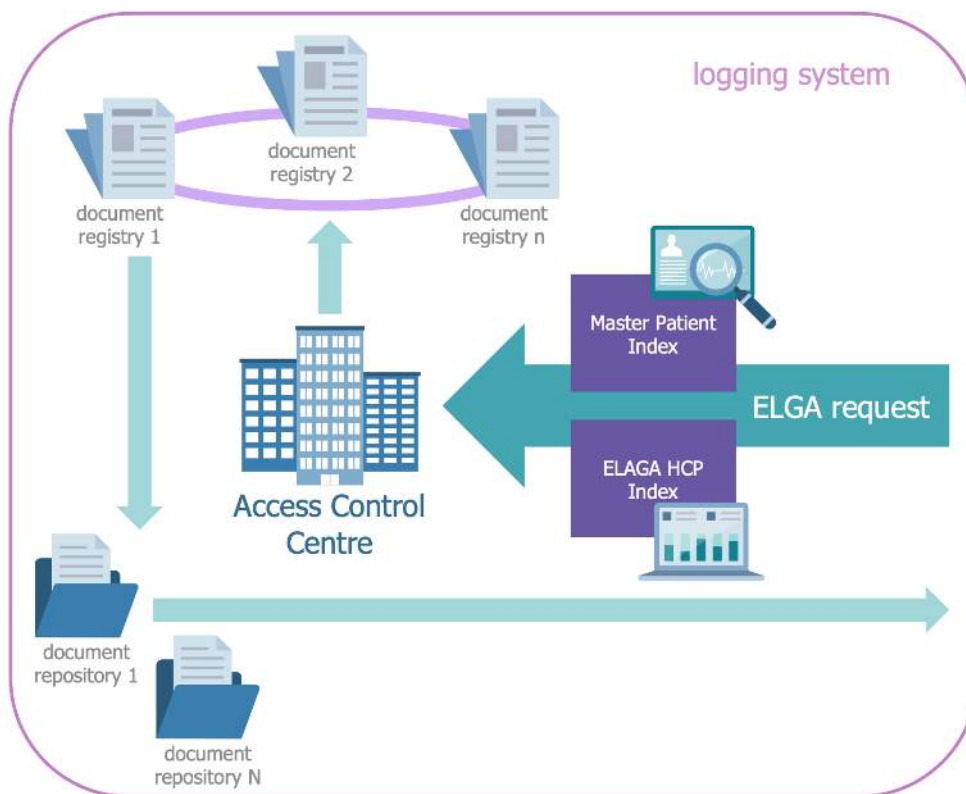 logging system
document
registry 2
document
registry 1
document
registry n
Master Patient
Index
ELGA request
ELAGA HCP
Index
Access Control
Centre
document
repository 1
document
repository N